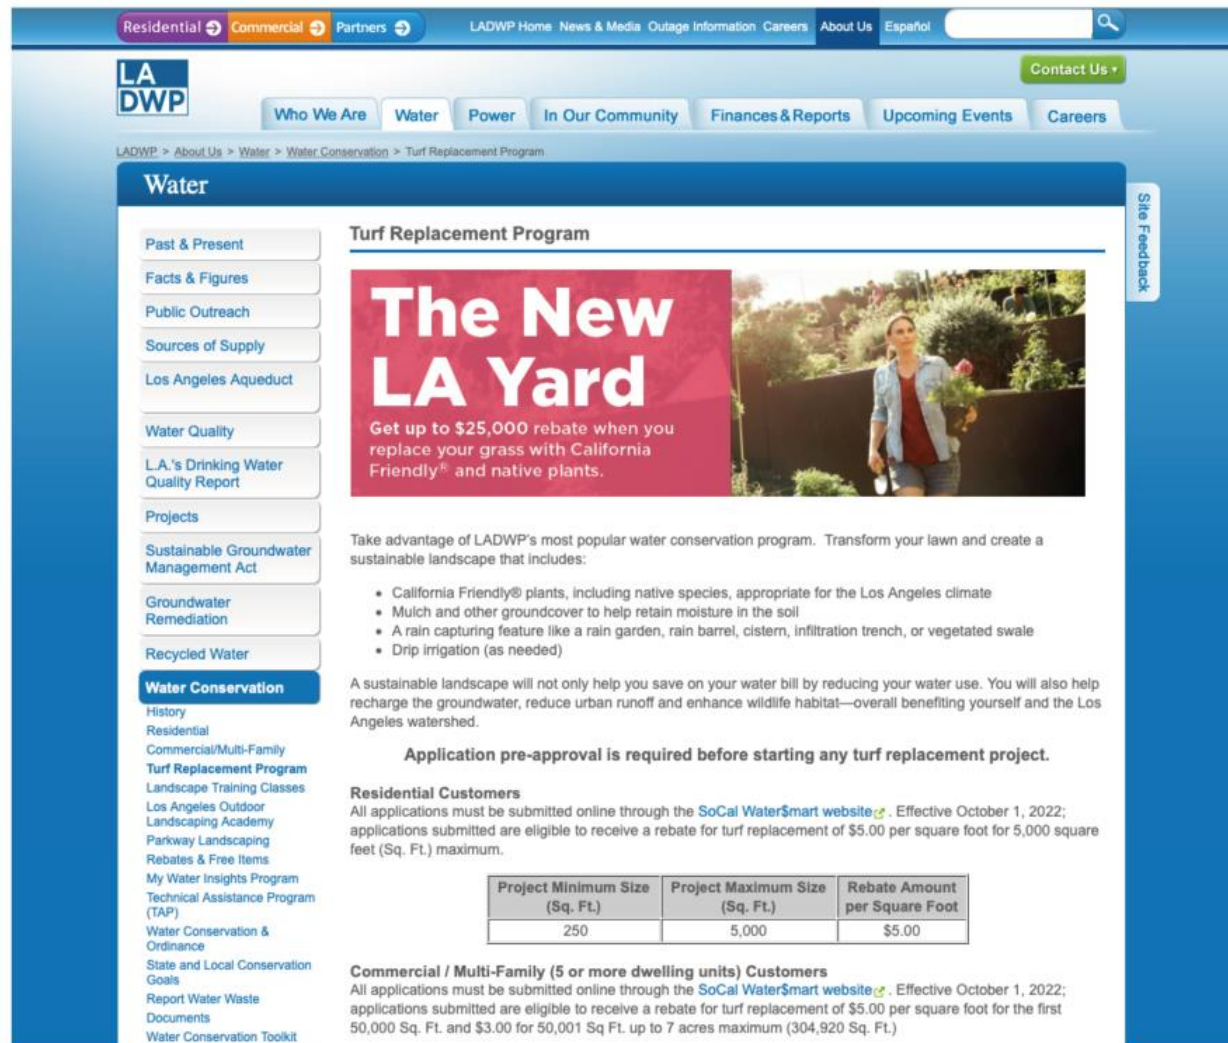 Residential Commercial Partners LADWP Home News & Media Outage Information Careers About Us Español
LA
DWP
Contact Us
Who We Are Water Power In Our Community Finances & Reports Upcoming Events Careers
LADWP > About Us > Water > Water Conservation > Turf Replacement Program
Water
Site Feedback
Past & Present
Facts & Figures
Public Outreach
Sources of Supply
Los Angeles Aqueduct
Water Quality
L.A.'s Drinking Water
Quality Report
Projects
Sustainable Groundwater
Management Act
Groundwater
Remediation
Recycled Water
Water Conservation
History
Residential
Commercial/Multi-Family
Turf Replacement Program
Landscape Training Classes
Los Angeles Outdoor
Landscaping Academy
Parkway Landscaping
Rebates & Free Items
My Water Insights Program
Technical Assistance Program
(TAP)
Water Conservation &
Ordinance
State and Local Conservation
Goals
Report Water Waste
Documents
Water Conservation Toolkit
Turf Replacement Program
The New
LA Yard
Get up to $25,000 rebate when you
replace your grass with California
Friendly® and native plants.
Take advantage of LADWP's most popular water conservation program. Transform your lawn and create a
sustainable landscape that includes:
• California Friendly® plants, including native species, appropriate for the Los Angeles climate
• Mulch and other groundcover to help retain moisture in the soil
• A rain capturing feature like a rain garden, rain barrel, cistern, infiltration trench, or vegetated swale
• Drip irrigation (as needed)
A sustainable landscape will not only help you save on your water bill by reducing your water use. You will also help
recharge the groundwater, reduce urban runoff and enhance wildlife habitat—overall benefiting yourself and the Los
Angeles watershed.
Application pre-approval is required before starting any turf replacement project.
Residential Customers
All applications must be submitted online through the SoCal Water$mart website . Effective October 1, 2022;
applications submitted are eligible to receive a rebate for turf replacement of $5.00 per square foot for 5,000 square
feet (Sq. Ft.) maximum.
Project Minimum Size Project Maximum Size Rebate Amount
(Sq. Ft.) (Sq. Ft.) per Square Foot
250 5,000 $5.00
Commercial / Multi-Family (5 or more dwelling units) Customers
All applications must be submitted online through the SoCal Water$mart website . Effective October 1, 2022;
applications submitted are eligible to receive a rebate for turf replacement of $5.00 per square foot for the first
50,000 Sq. Ft. and $3.00 for 50,001 Sq Ft. up to 7 acres maximum (304,920 Sq. Ft.)